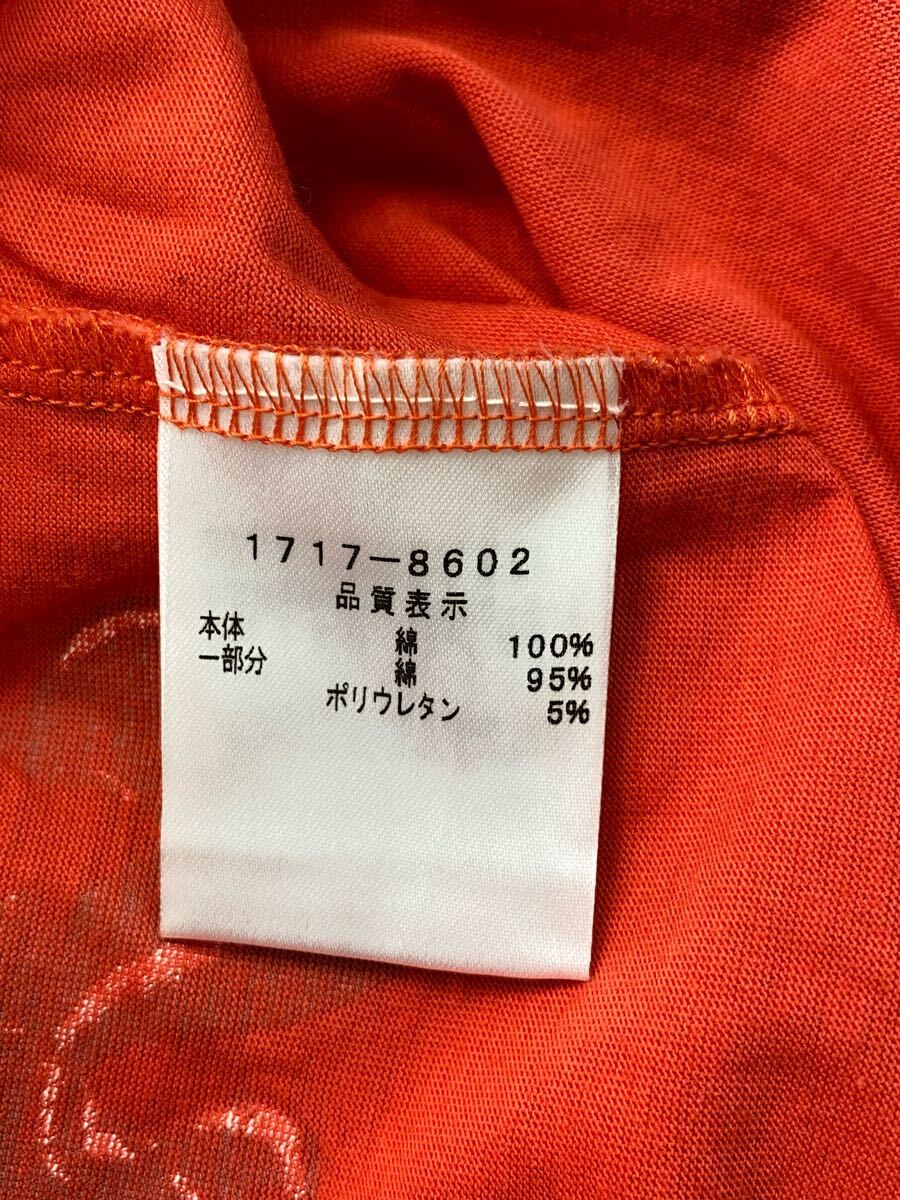 1717-8602
品質表示
本体 綿 100%
一部分 綿 95%
ポリウレタン 5%